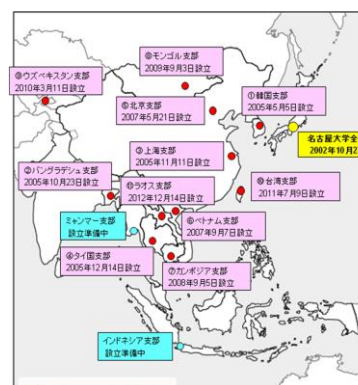 ⑧モンゴル支部
2009年9月3日設立
⑨ウズベキスタン支部
2010年3月11日設立
⑤北京支部
2007年5月21日設立
①韓国支部
2005年5月5日設立
名古屋大学全
2002年10月2
③上海支部
2005年11月11日設立
②バングラデシュ支部
2005年10月23日設立
⑪ラオス支部
2012年12月14日設立
⑩台湾支部
2011年7月9日設立
ミャンマー支部
設立準備中
⑥ベトナム支部
2007年9月7日設立
④タイ国支部
2005年12月14日設立
⑦カンボジア支部
2008年9月5日設立
インドネシア支部
設立準備中